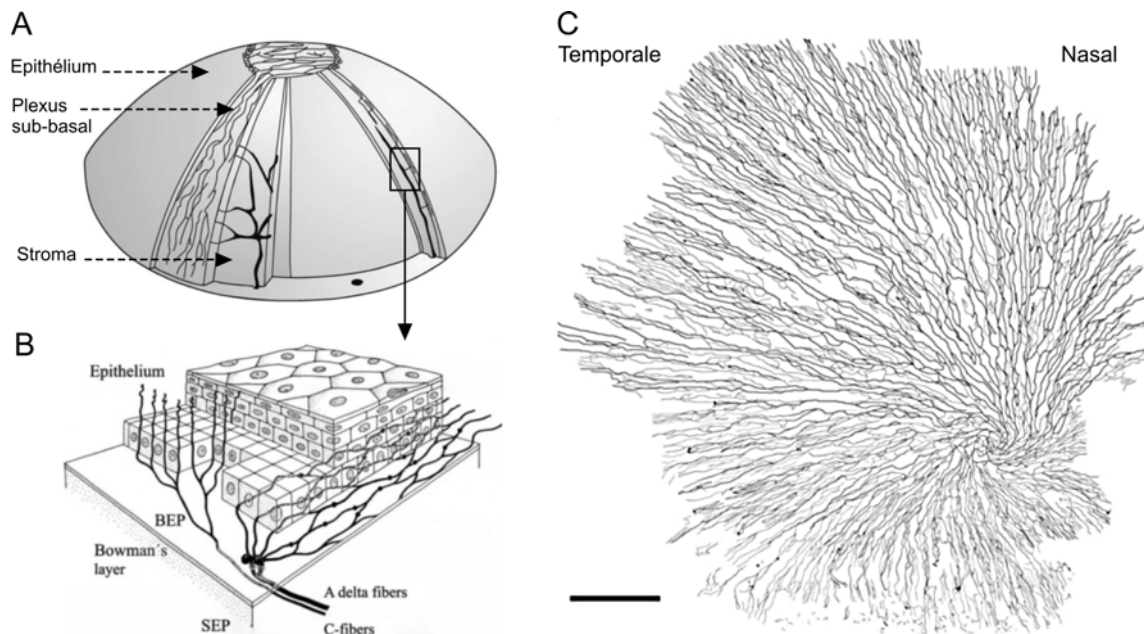 A
Epithélium
Plexus
sub-basal
Stroma
B
Epithelium
BEP
Bowman´s
layer
SEP
A delta fibers
C-fibers
C
Temporale
Nasal